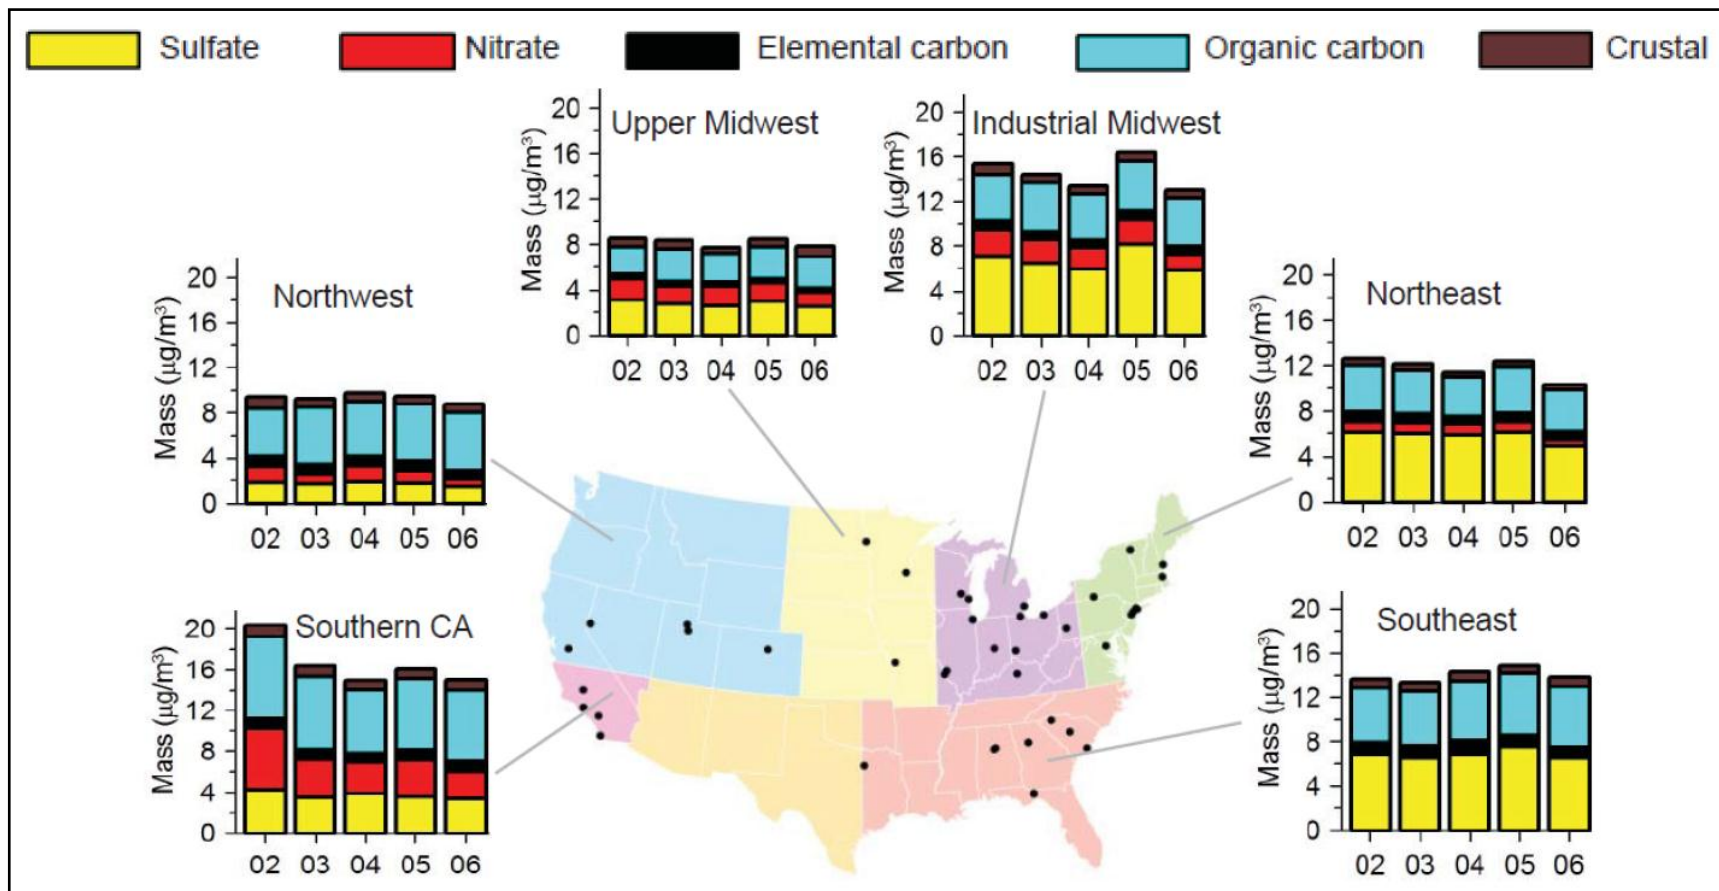 Sulfate
Nitrate
Elemental carbon
Organic carbon
Crustal
Upper Midwest
Mass (μg/m³)
20
16
12
8
4
0
02 03 04 05 06
Industrial Midwest
Mass (μg/m³)
20
16
12
8
4
0
02 03 04 05 06
Northwest
Mass (μg/m³)
20
16
12
8
4
0
02 03 04 05 06
Northeast
Mass (μg/m³)
20
16
12
8
4
0
02 03 04 05 06
Southern CA
Mass (μg/m³)
20
16
12
8
4
0
02 03 04 05 06
Southeast
Mass (μg/m³)
20
16
12
8
4
0
02 03 04 05 06